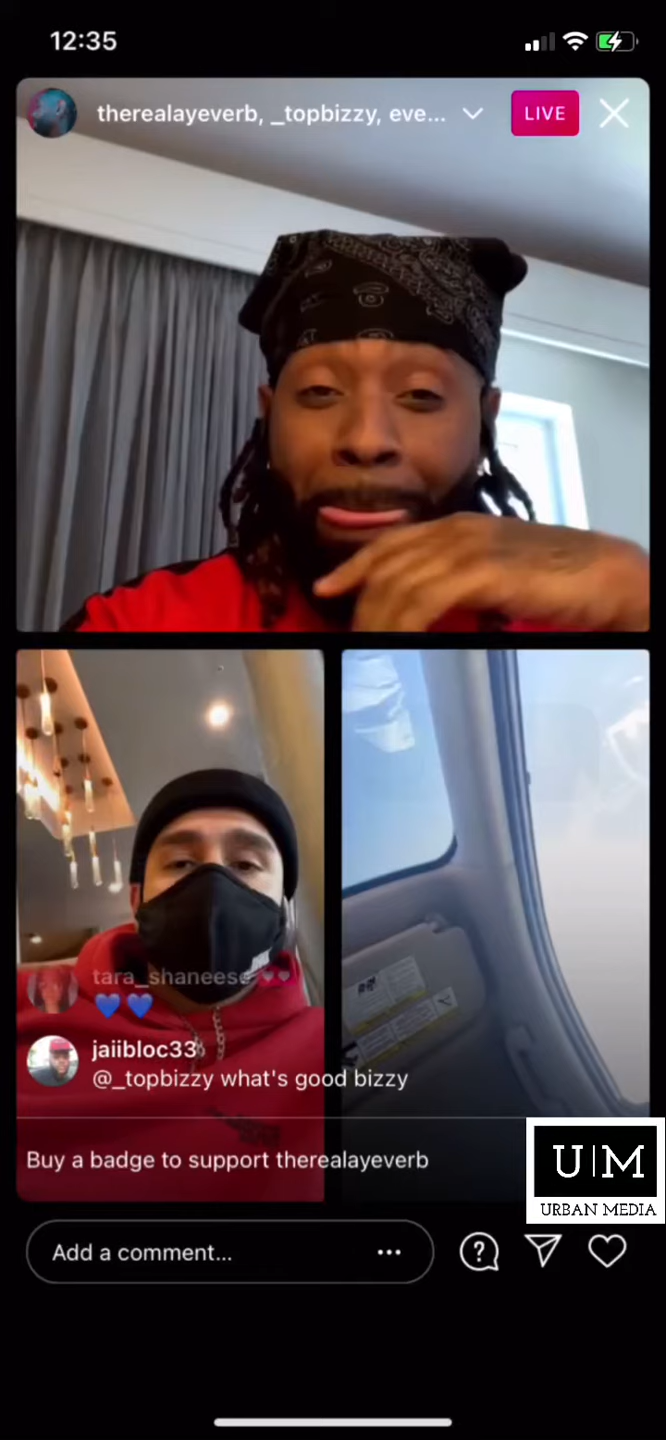 12:35
therealayeverb, _topbizzy, eve...
LIVE
tara_shaneese
jaiibloc33
@_topbizzy what's good bizzy
Buy a badge to support therealayeverb
U|M
URBAN MEDIA
Add a comment...